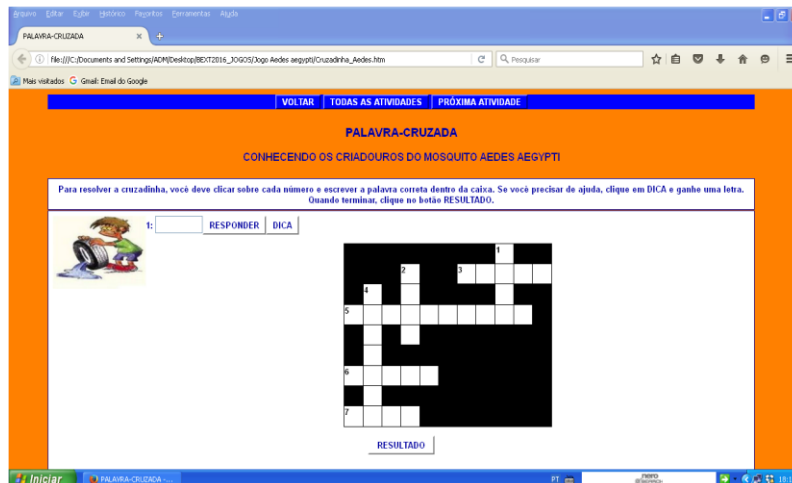 Arquivo Editar Exibir Histórico Favoritos Ferramentas Ajuda
PALAVRA-CRUZADA
file:///C:/Documents and Settings/ADM/Desktop/BEXT2016_JOGOS/Jogo Aedes aegypti/Cruzadinha_Aedes.htm
Pesquisar
Mais visitados Gmail: Email do Google
VOLTAR TODAS AS ATIVIDADES PRÓXIMA ATIVIDADE
PALAVRA-CRUZADA
CONHECENDO OS CRIADOUROS DO MOSQUITO AEDES AEGYPTI
Para resolver a cruzadinha, você deve clicar sobre cada número e escrever a palavra correta dentro da caixa. Se você precisar de ajuda, clique em DICA e ganhe uma letra.
Quando terminar, clique no botão RESULTADO.
1: RESPONDER DICA
1
2 3
4
5
6
7
RESULTADO
Iniciar PALAVRA-CRUZADA -... PT nero